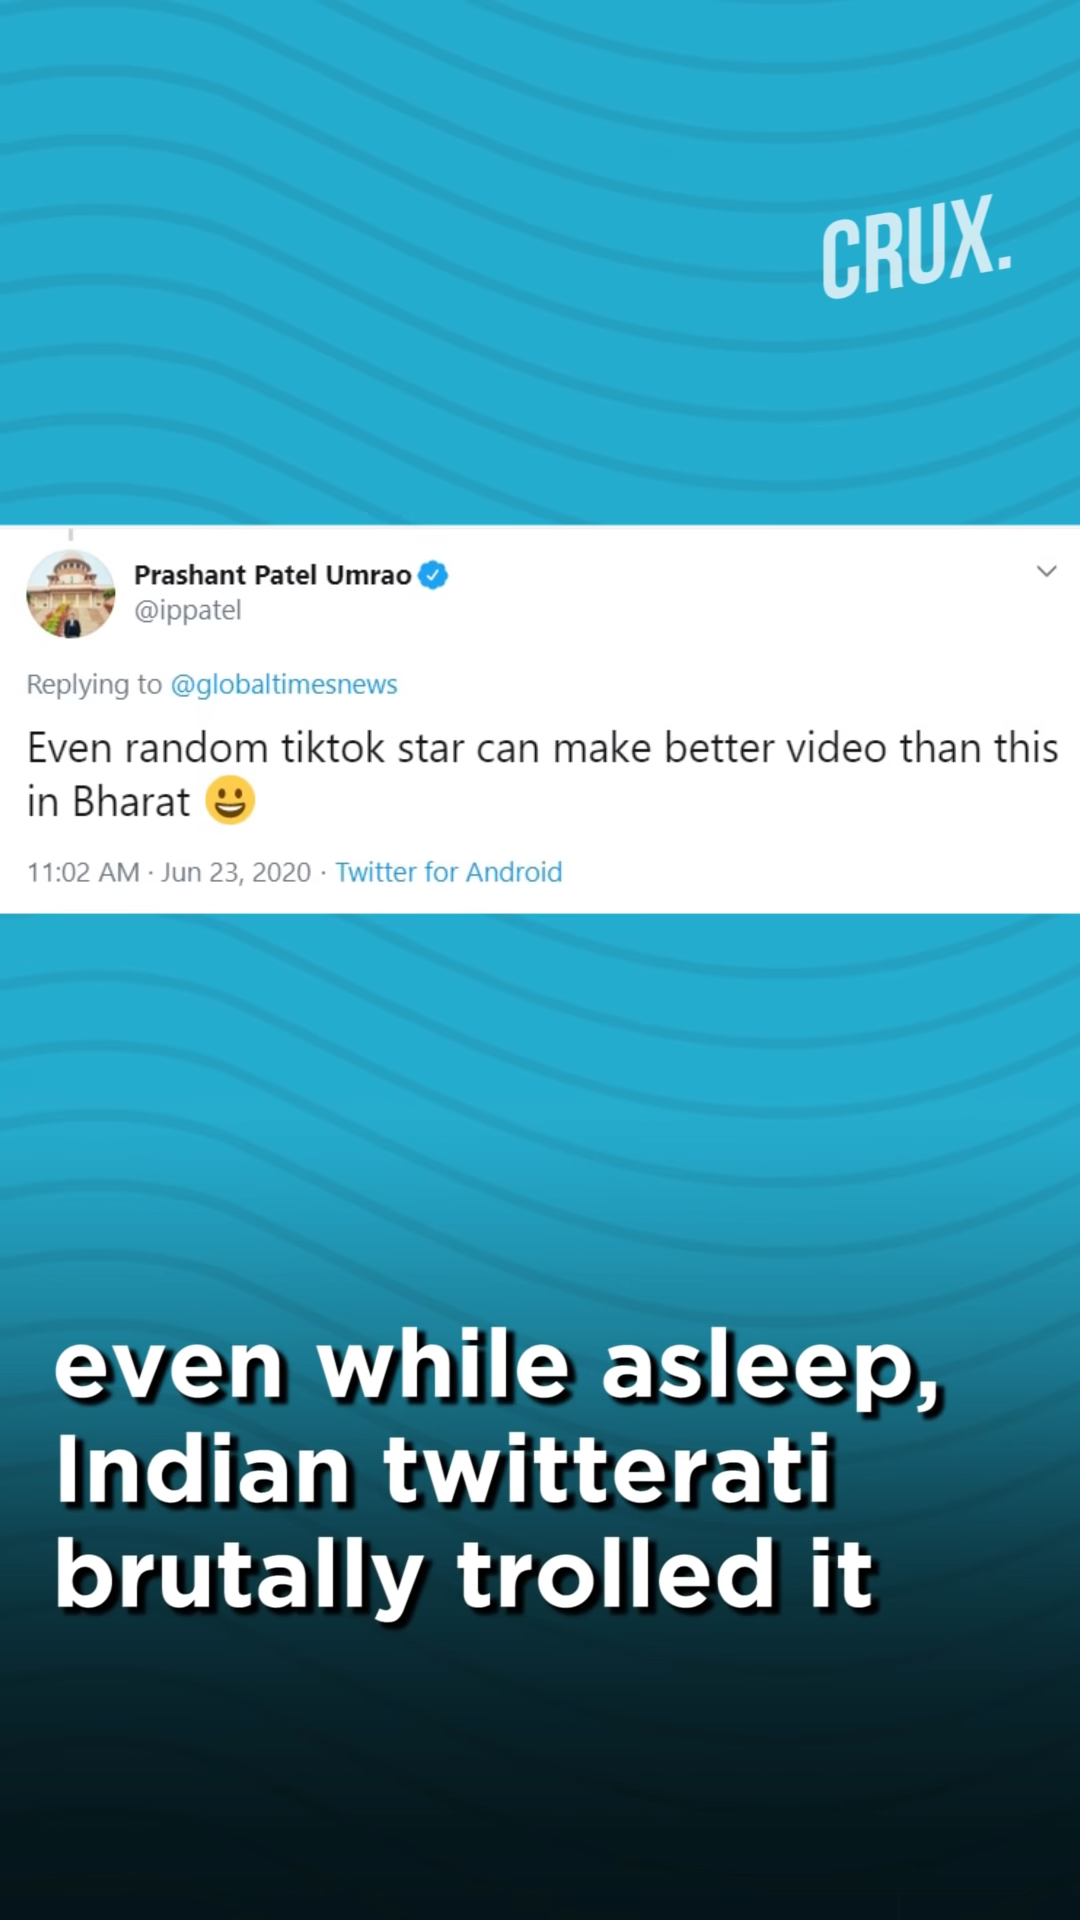 CRUX.
Prashant Patel Umrao
@ippatel
Replying to @globaltimesnews
Even random tiktok star can make better video than this
in Bharat 😀
11:02 AM · Jun 23, 2020 · Twitter for Android
even while asleep,
Indian twitterati
brutally trolled it